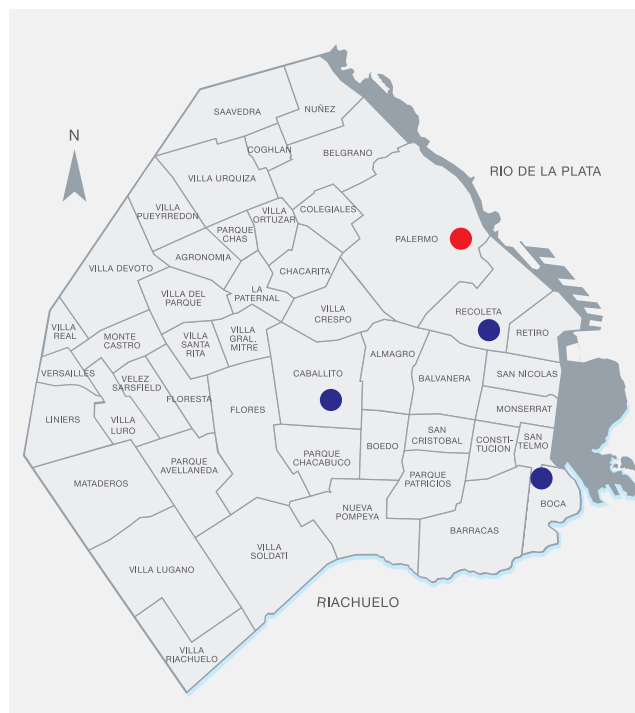 NUÑEZ
SAAVEDRA
N
COGHLAN
BELGRANO
RIO DE LA PLATA
VILLA URQUIZA
VILLA
PUEYRREDON
VILLA
ORTUZAR
COLEGIALES
PARQUE
CHAS
PALERMO
AGRONOMIA
VILLA DEVOTO
CHACARITA
VILLA DEL
PARQUE
LA
PATERNAL
VILLA
CRESPO
RECOLETA
VILLA
REAL
MONTE
CASTRO
VILLA
SANTA
RITA
VILLA
GRAL.
MITRE
RETIRO
ALMAGRO
VERSAILLES
CABALLITO
BALVANERA
SAN NÍCOLAS
VELEZ
SARSFIELD
FLORESTA
FLORES
MONSERRAT
LINIERS
VILLA
LURO
BOEDO
SAN
CRISTOBAL
CONSTI-
TUCION
SAN
TELMO
PARQUE
CHACABUCO
PARQUE
AVELLANEDA
MATADEROS
PARQUE
PATRICIOS
BOCA
NUEVA
POMPEYA
BARRACAS
VILLA
SOLDATI
VILLA LUGANO
RIACHUELO
VILLA
RIACHUELO